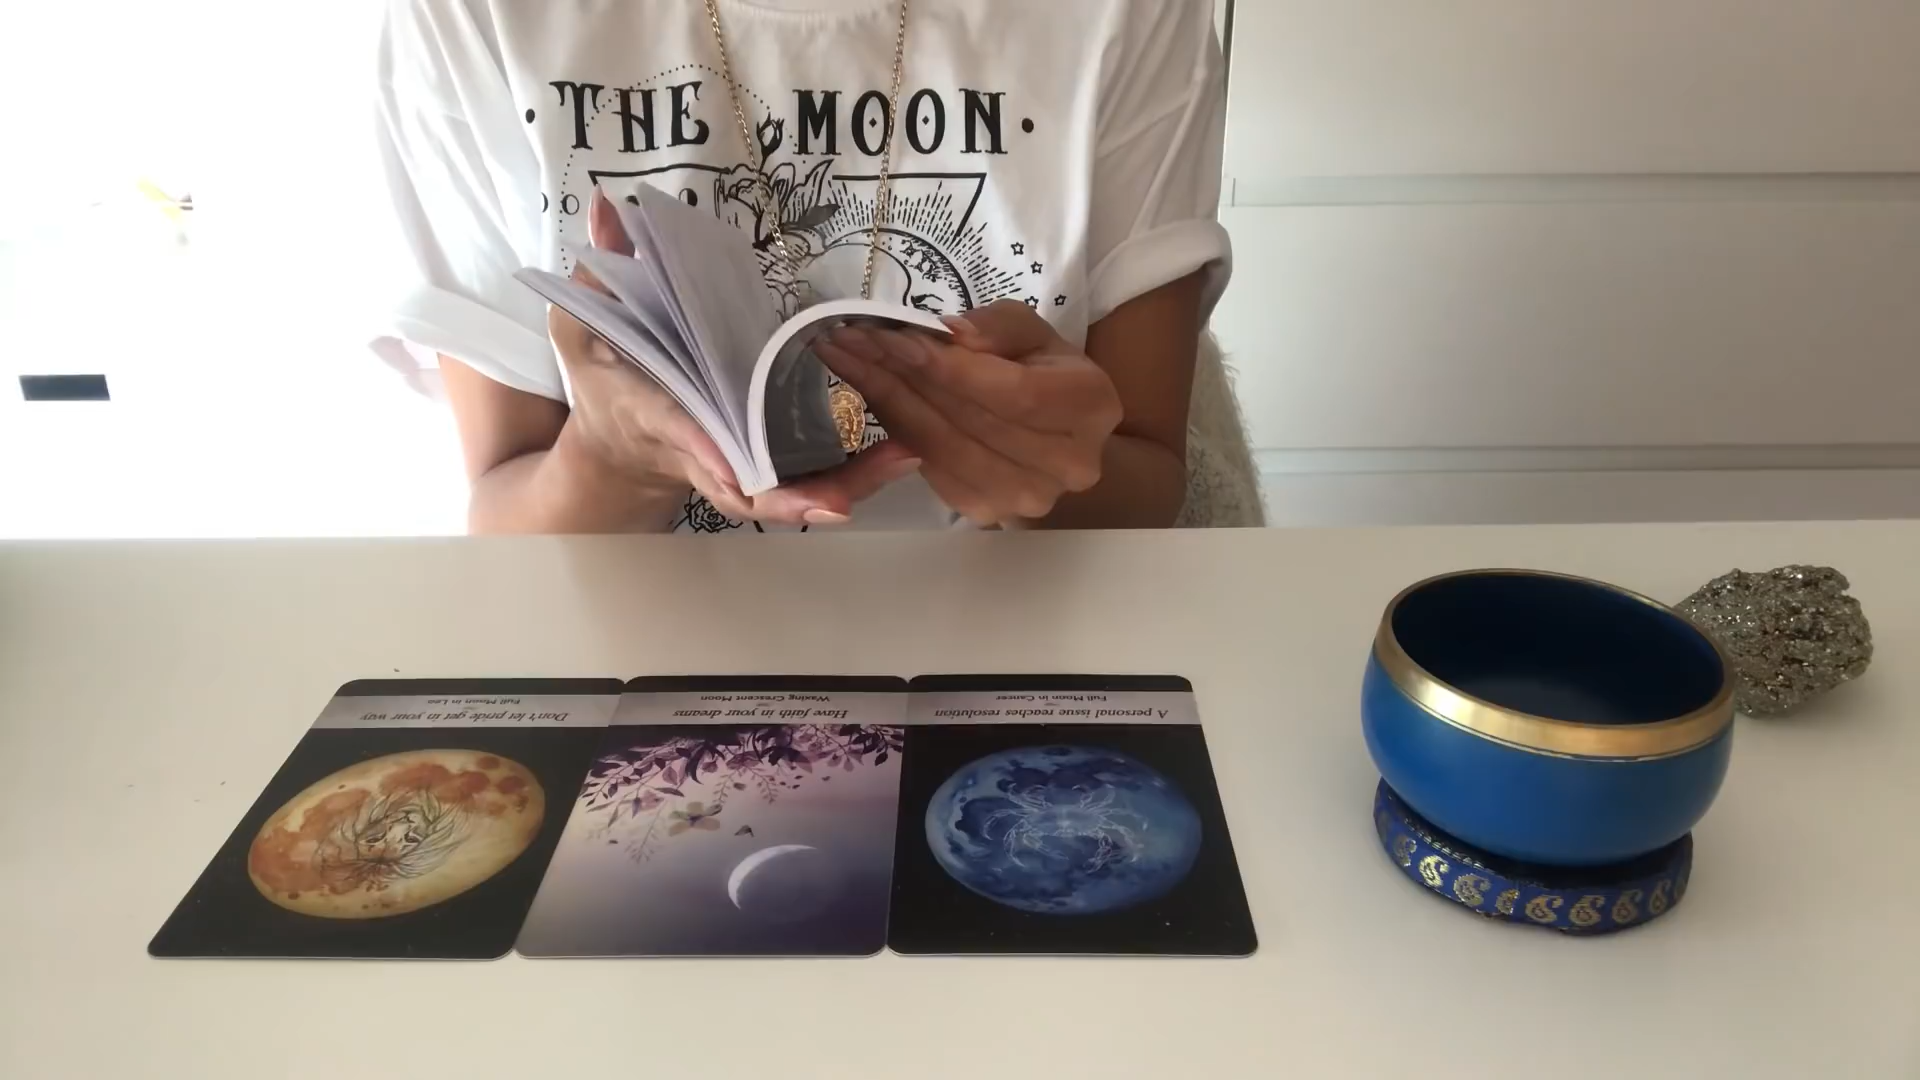 · THE MOON ·
Don't let pride get in your way
Full Moon in Leo
Have faith in your dreams
Waxing Crescent Moon
A personal issue reaches resolution
Full Moon in Cancer